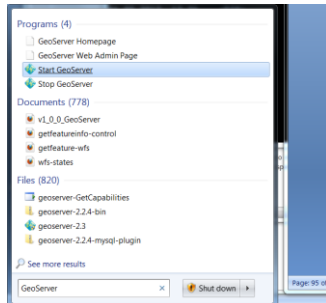 Programs (4)
GeoServer Homepage
GeoServer Web Admin Page
Start GeoServer
Stop GeoServer
Documents (778)
v1_0_0_GeoServer
getfeatureinfo-control
getfeature-wfs
wfs-states
Files (820)
geoserver-GetCapabilities
geoserver-2.2.4-bin
geoserver-2.3
geoserver-2.2.4-mysql-plugin
See more results
GeoServer
Shut down
Page: 95 of